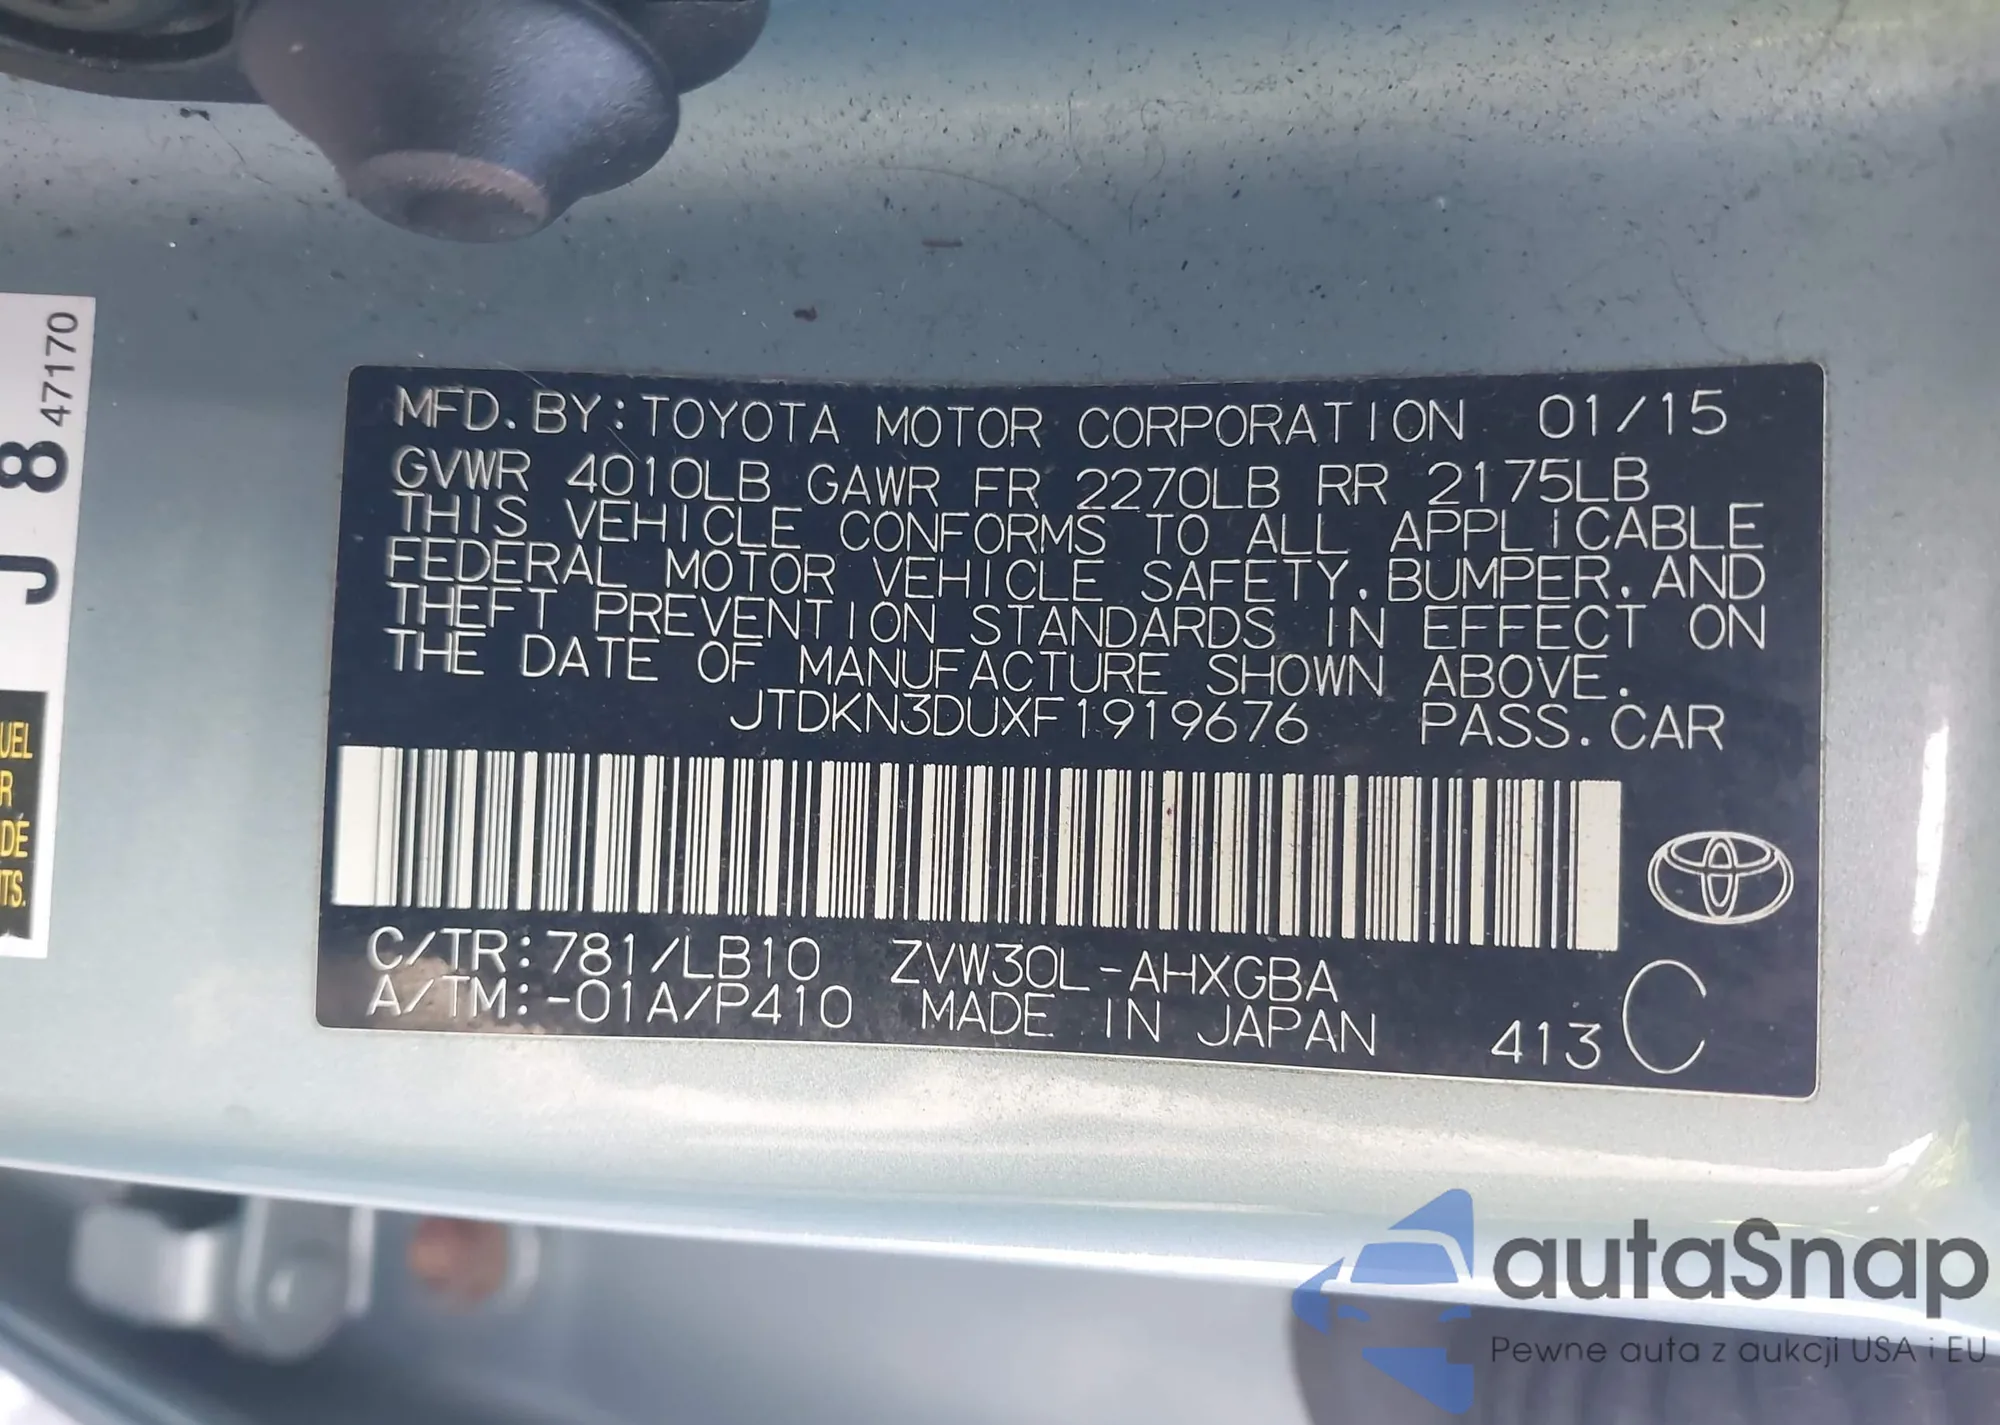 J 8 47170
UEL
R
DE
TS.
MFD. BY: TOYOTA MOTOR CORPORATION 01/15
GVWR 4010LB GAWR FR 2270LB RR 2175LB
THIS VEHICLE CONFORMS TO ALL APPLICABLE
FEDERAL MOTOR VEHICLE SAFETY. BUMPER. AND
THEFT PREVENTION STANDARDS IN EFFECT ON
THE DATE OF MANUFACTURE SHOWN ABOVE.
JTDKN3DUXF1919676 PASS. CAR
C/TR: 781/LB10 ZVW30L-AHXGBA
A/TM: -01A/P410 MADE IN JAPAN 413 C
autaSnap
Pewne auta z aukcji USA i EU